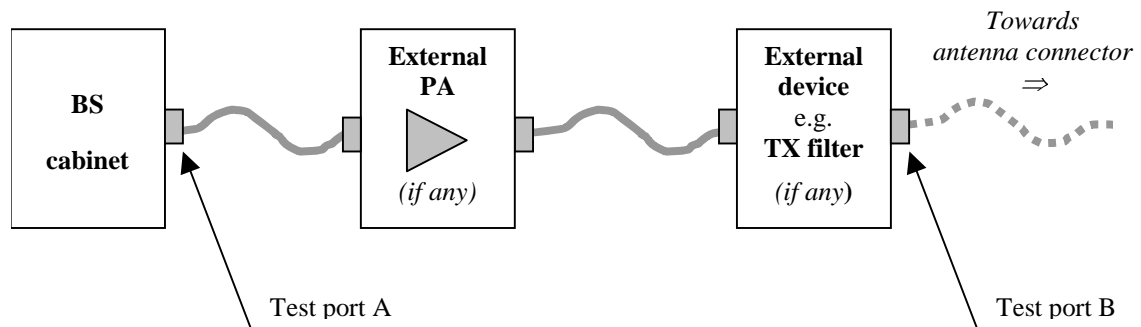 BS
cabinet
External
PA
(if any)
External
device
e.g.
TX filter
(if any)
Towards
antenna connector
⇒
Test port A
Test port B